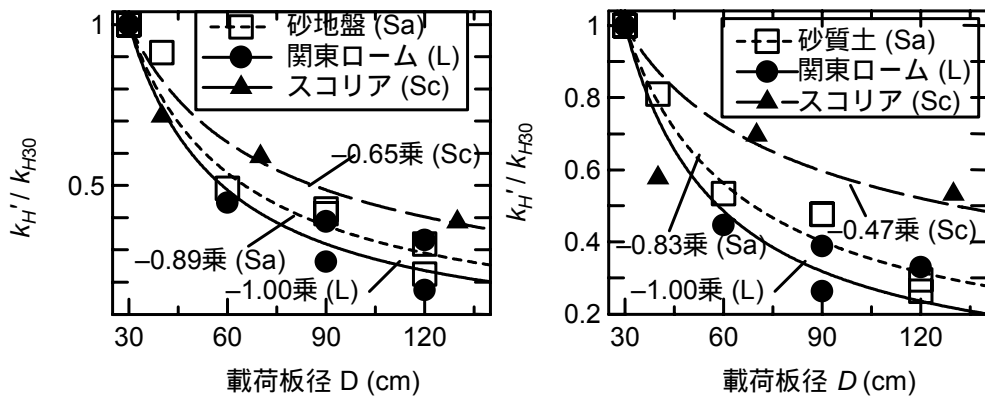 砂地盤 (Sa)
関東ローム (L)
スコリア (Sc)
1
0.5
k_H' / k_H30
–0.65乗 (Sc)
–0.89乗 (Sa)
–1.00乗 (L)
30 60 90 120
載荷板径 D (cm)
砂質土 (Sa)
関東ローム (L)
スコリア (Sc)
1
0.8
0.6
0.4
0.2
k_H' / k_H30
–0.83乗 (Sa)
–0.47乗 (Sc)
–1.00乗 (L)
30 60 90 120
載荷板径 D (cm)